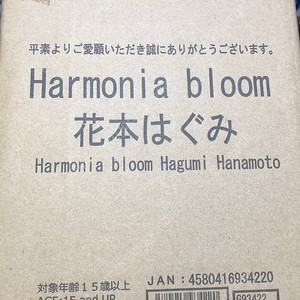 平素よりご愛顧いただき誠にありがとうございます。
Harmonia bloom
花本はぐみ
Harmonia bloom Hagumi Hanamoto
対象年齢15歳以上
JAN:4580416934220
AGE:15 and UP
G93422